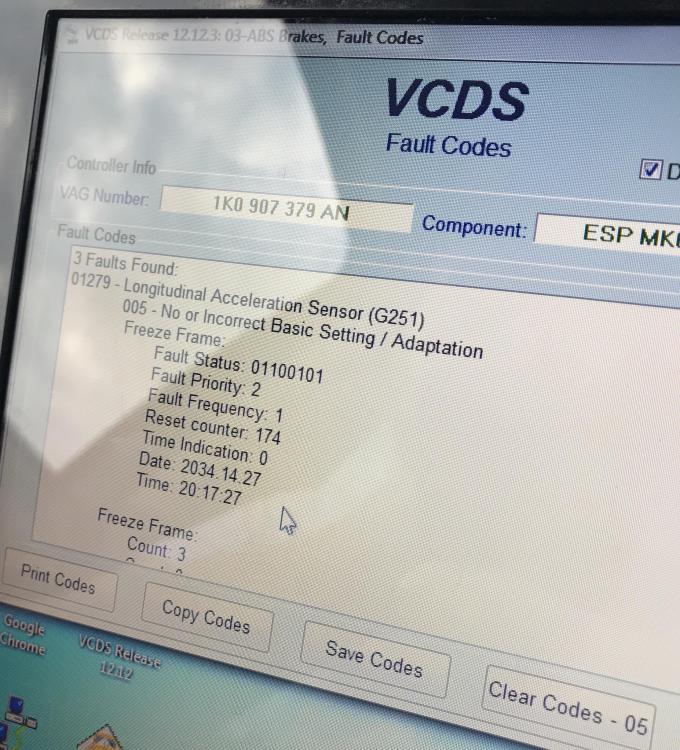 VCDS Release 12.12.3: 03-ABS Brakes, Fault Codes
VCDS
Fault Codes
Controller Info
VAG Number: 1K0 907 379 AN Component: ESP MK
Fault Codes
3 Faults Found:
01279 - Longitudinal Acceleration Sensor (G251)
005 - No or Incorrect Basic Setting / Adaptation
Freeze Frame:
Fault Status: 01100101
Fault Priority: 2
Fault Frequency: 1
Reset counter: 174
Time Indication: 0
Date: 2034.14.27
Time: 20:17:27
Freeze Frame:
Count: 3
Print Codes Copy Codes Save Codes Clear Codes - 05
Google Chrome
VCDS Release 12.12